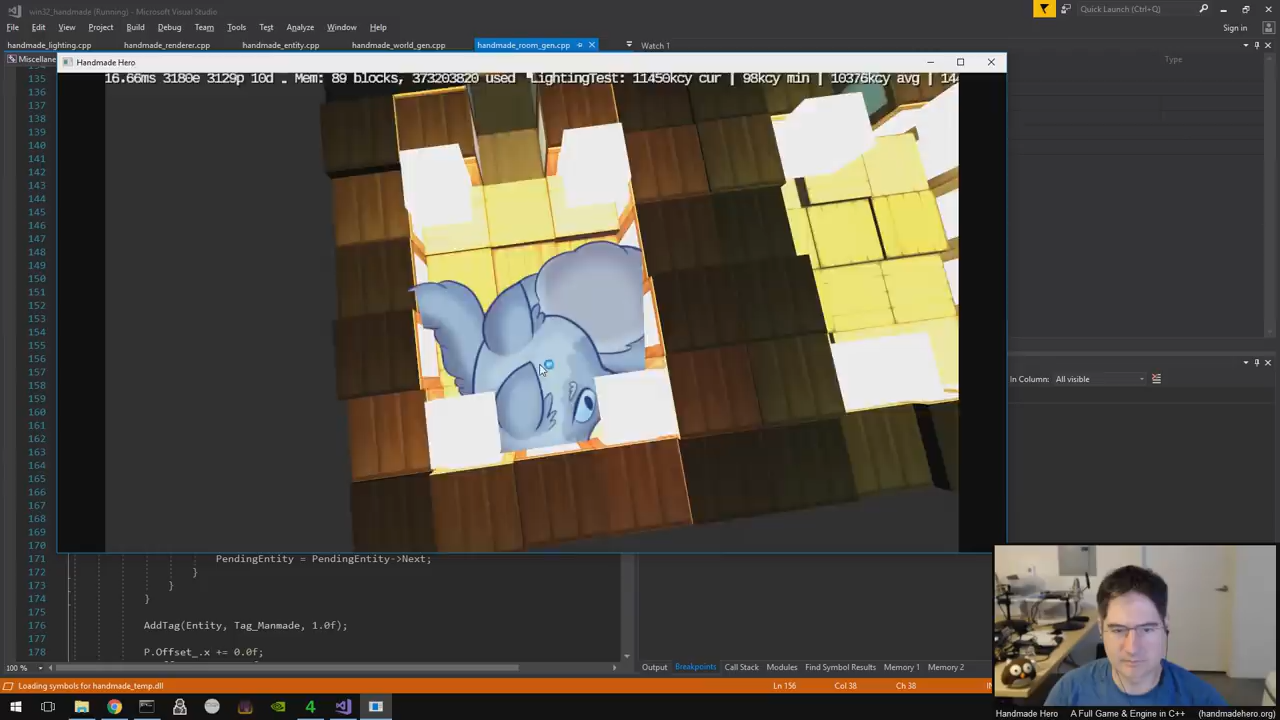 win32_handmade (Running) - Microsoft Visual Studio
Quick Launch (Ctrl+Q)
File Edit View Project Build Debug Team Tools Test Analyze Window Help
Sign in
handmade_lighting.cpp handmade_renderer.cpp handmade_entity.cpp handmade_world_gen.cpp handmade_room_gen.cpp Watch 1
Miscellane
Type
Handmade Hero
16.66ms 3180e 3129p 10d
Mem: 89 blocks, 373203820 used
LightingTest: 11450kcy cur | 98kcy min | 10376kcy avg | 14
135
136
137
138
139
140
141
142
143
144
145
146
147
148
149
150
151
152
153
154
155
156
157
158
159
160
161
162
163
164
165
166
167
168
169
170
In Column: All visible
171 PendingEntity = PendingEntity->Next;
172 }
173 }
174 }
175
176 AddTag(Entity, Tag_Manmade, 1.0f);
177
178 P.Offset_.x += 0.0f;
100 %
Output Breakpoints Call Stack Modules Find Symbol Results Memory 1 Memory 2
Loading symbols for handmade_temp.dll
Ln 156 Col 38 Ch 38
Handmade Hero A Full Game & Engine in C++ (handmadehero.org)